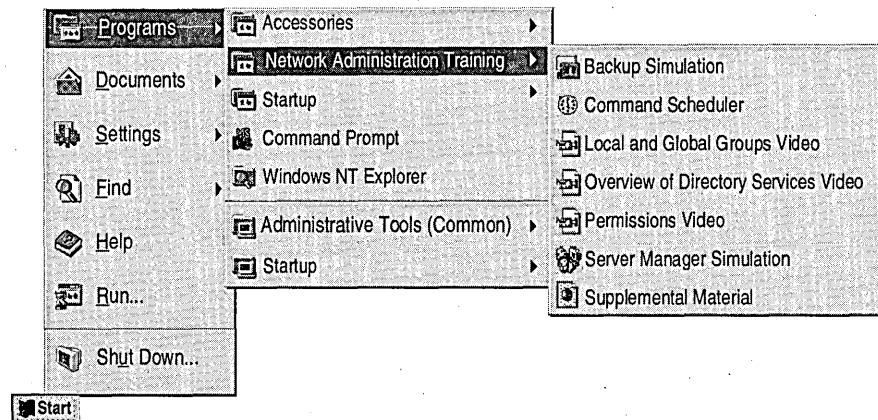 Programs
Documents
Settings
Find
Help
Run...
Shut Down...
Start
Accessories
Network Administration Training
Startup
Command Prompt
Windows NT Explorer
Administrative Tools (Common)
Startup
Backup Simulation
Command Scheduler
Local and Global Groups Video
Overview of Directory Services Video
Permissions Video
Server Manager Simulation
Supplemental Material